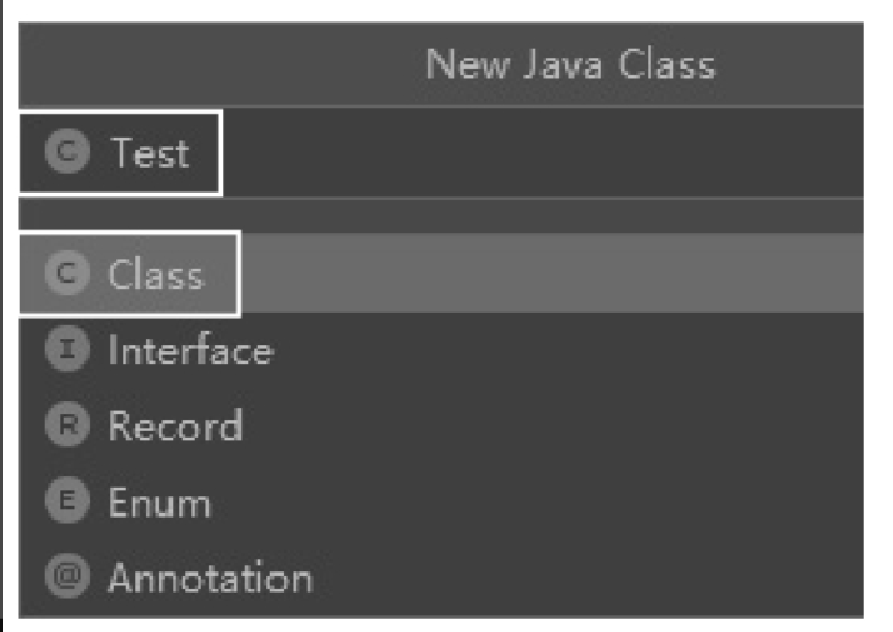 New Java Class
C Test
C Class
I Interface
R Record
E Enum
@ Annotation